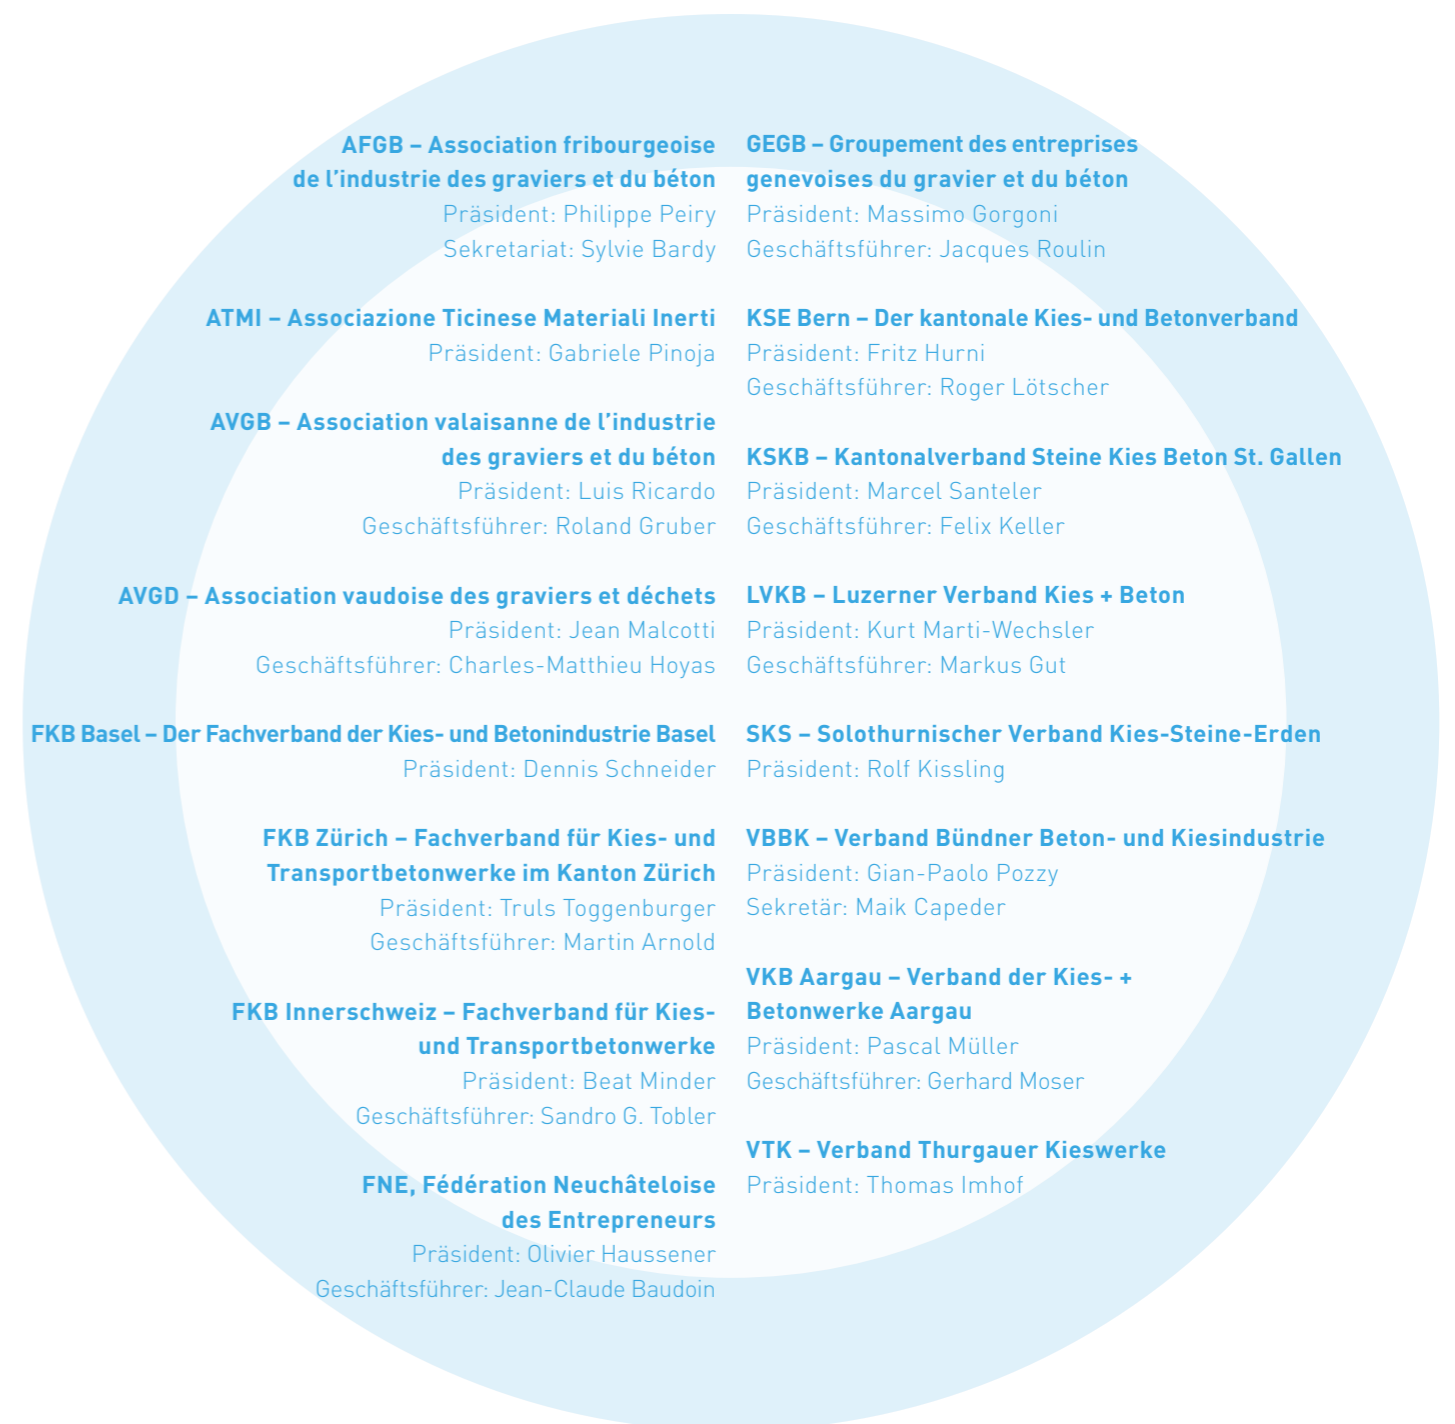 AFGB – Association fribourgeoise
de l’industrie des graviers et du béton
Präsident: Philippe Peiry
Sekretariat: Sylvie Bardy
ATMI – Associazione Ticinese Materiali Inerti
Präsident: Gabriele Pinoja
AVGB – Association valaisanne de l’industrie
des graviers et du béton
Präsident: Luis Ricardo
Geschäftsführer: Roland Gruber
AVGD – Association vaudoise des graviers et déchets
Präsident: Jean Malcotti
Geschäftsführer: Charles-Matthieu Hoyas
FKB Basel – Der Fachverband der Kies- und Betonindustrie Basel
Präsident: Dennis Schneider
FKB Zürich – Fachverband für Kies- und
Transportbetonwerke im Kanton Zürich
Präsident: Truls Toggenburger
Geschäftsführer: Martin Arnold
FKB Innerschweiz – Fachverband für Kies-
und Transportbetonwerke
Präsident: Beat Minder
Geschäftsführer: Sandro G. Tobler
FNE, Fédération Neuchâteloise
des Entrepreneurs
Präsident: Olivier Haussener
Geschäftsführer: Jean-Claude Baudoin
GEGB – Groupement des entreprises
genevoises du gravier et du béton
Präsident: Massimo Gorgoni
Geschäftsführer: Jacques Roulin
KSE Bern – Der kantonale Kies- und Betonverband
Präsident: Fritz Hurni
Geschäftsführer: Roger Lötscher
KSKB – Kantonalverband Steine Kies Beton St. Gallen
Präsident: Marcel Santeler
Geschäftsführer: Felix Keller
LVKB – Luzerner Verband Kies + Beton
Präsident: Kurt Marti-Wechsler
Geschäftsführer: Markus Gut
SKS – Solothurnischer Verband Kies-Steine-Erden
Präsident: Rolf Kissling
VBBK – Verband Bündner Beton- und Kiesindustrie
Präsident: Gian-Paolo Pozzy
Sekretär: Maik Capeder
VKB Aargau – Verband der Kies- +
Betonwerke Aargau
Präsident: Pascal Müller
Geschäftsführer: Gerhard Moser
VTK – Verband Thurgauer Kieswerke
Präsident: Thomas Imhof